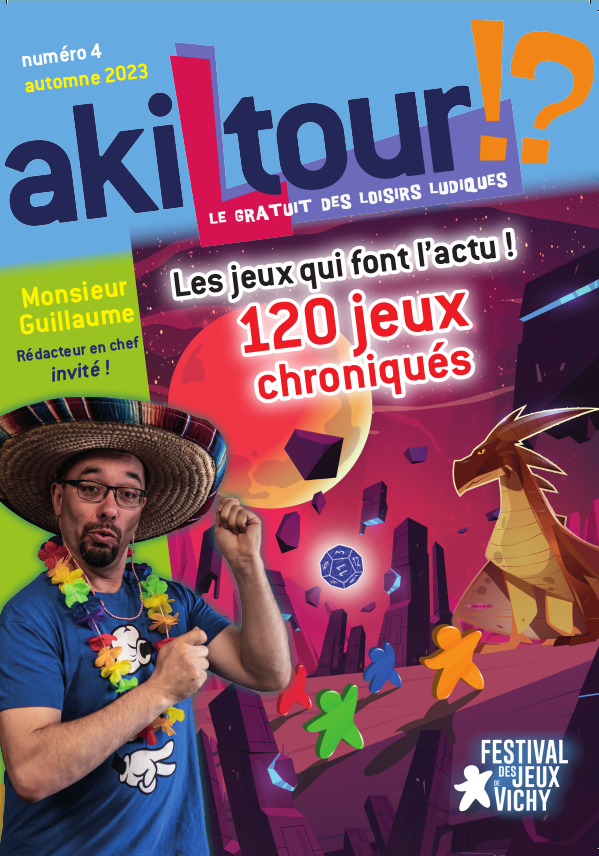 numéro 4
automne 2023
akiLtour!?
LE GRATUIT DES LOISIRS LUDIQUES
Les jeux qui font l'actu !
120 jeux
chroniqués
Monsieur
Guillaume
Rédacteur en chef
invité !
FESTIVAL
DES JEUX
DE VICHY